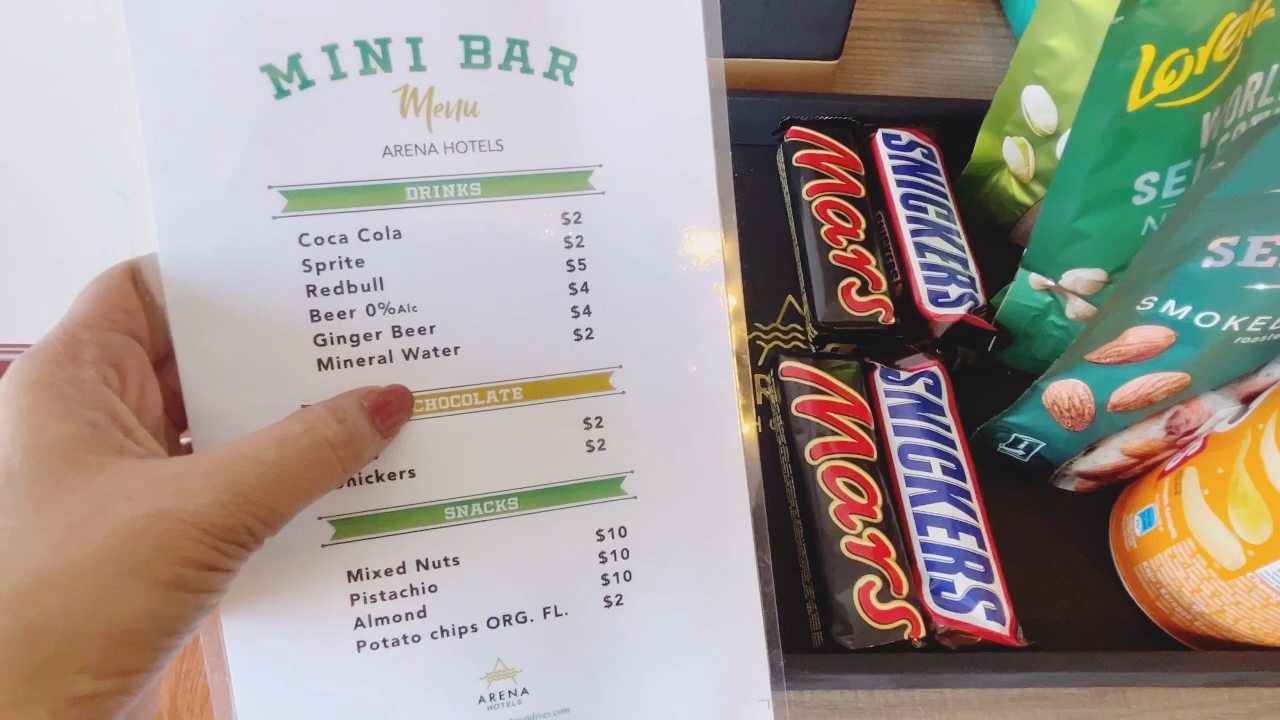 MINI BAR
Menu
ARENA HOTELS
DRINKS
Coca Cola $2
Sprite $2
Redbull $5
Beer 0%Alc $4
Ginger Beer $4
Mineral Water $2
CHOCOLATE
$2
nickers $2
SNACKS
Mixed Nuts $10
Pistachio $10
Almond $10
Potato chips ORG. FL. $2
ARENA
HOTELS
Mars
SNICKERS
Mars
SNICKERS
Lorenz
SMOKED